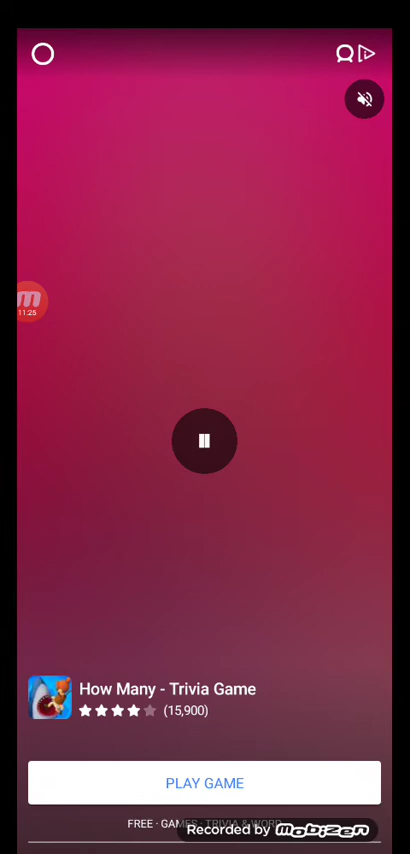 11:25
How Many - Trivia Game
(15,900)
PLAY GAME
FREE · GAMES · TRIVIA & WORD
Recorded by mobizen